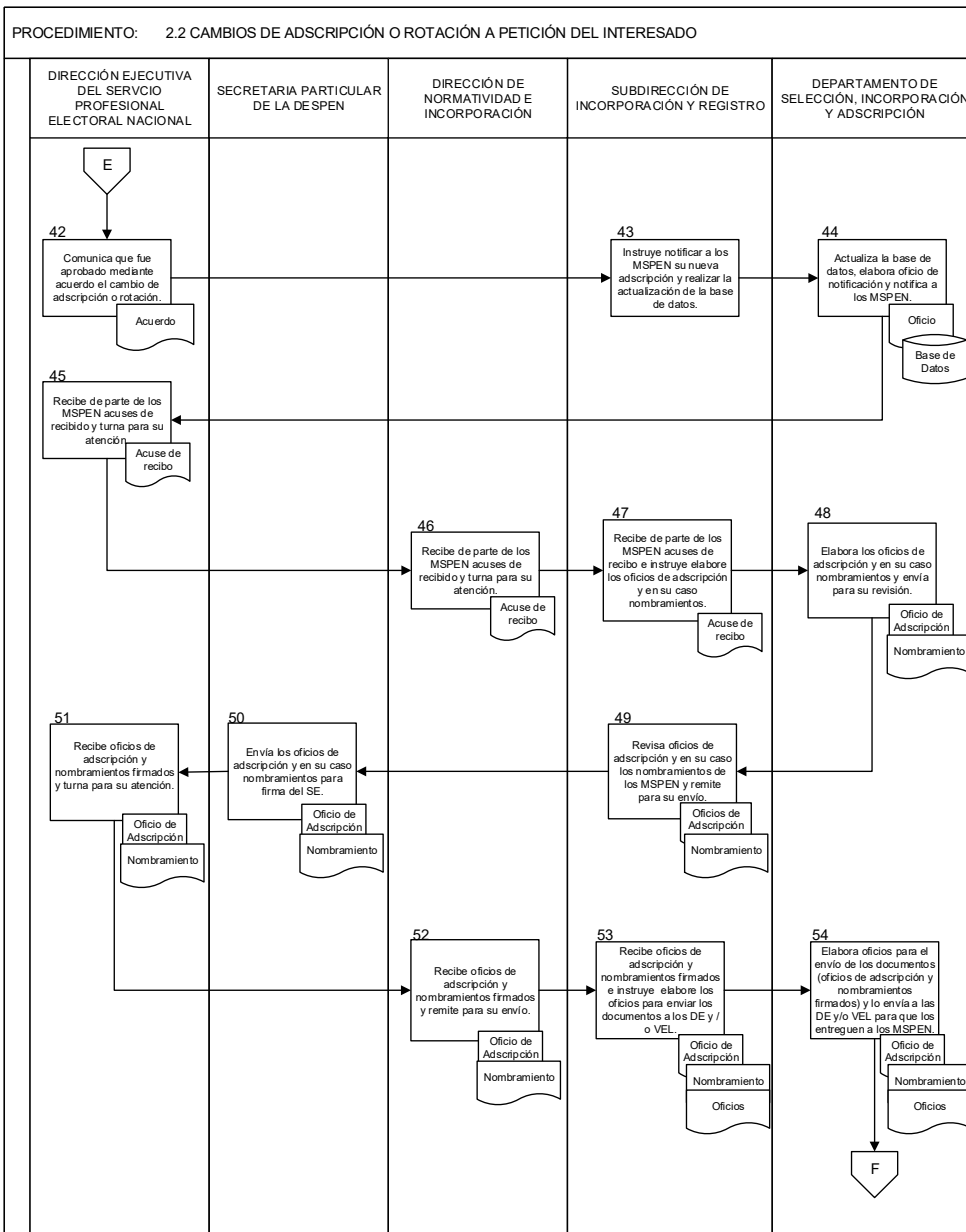 PROCEDIMIENTO: 2.2 CAMBIOS DE ADSCRIPCIÓN O ROTACIÓN A PETICIÓN DEL INTERESADO
DIRECCIÓN EJECUTIVA
DEL SERVCIO
PROFESIONAL
ELECTORAL NACIONAL
SECRETARIA PARTICULAR
DE LA DESPEN
DIRECCIÓN DE
NORMATIVIDAD E
INCORPORACIÓN
SUBDIRECCIÓN DE
INCORPORACIÓN Y REGISTRO
DEPARTAMENTO DE
SELECCIÓN, INCORPORACIÓN
Y ADSCRIPCIÓN
E
42
Comunica que fue
aprobado mediante
acuerdo el cambio de
adscripción o rotación.
Acuerdo
43
Instruye notificar a los
MSPEN su nueva
adscripción y realizar la
actualización de la base
de datos.
44
Actualiza la base de
datos, elabora oficio de
notificación y notifica a
los MSPEN.
Oficio
Base de
Datos
45
Recibe de parte de los
MSPEN acuses de
recibido y turna para su
atención
Acuse de
recibo
46
Recibe de parte de los
MSPEN acuses de
recibido y turna para su
atención.
Acuse de
recibo
47
Recibe de parte de los
MSPEN acuses de
recibo e instruye elabore
los oficios de adscripción
y en su caso
nombramientos.
Acuse de
recibo
48
Elabora los oficios de
adscripción y en su caso
nombramientos y envía
para su revisión.
Oficio de
Adscripción
Nombramiento
51
Recibe oficios de
adscripción y
nombramientos firmados
y turna para su atención.
Oficio de
Adscripción
Nombramiento
50
Envía los oficios de
adscripción y en su caso
nombramientos para
firma del SE.
Oficio de
Adscripción
Nombramiento
49
Revisa oficios de
adscripción y en su caso
los nombramientos de
los MSPEN y remite
para su envío.
Oficios de
Adscripción
Nombramiento
52
Recibe oficios de
adscripción y
nombramientos firmados
y remite para su envío.
Oficio de
Adscripción
Nombramiento
53
Recibe oficios de
adscripción y
nombramientos firmados
e instruye elabore los
oficios para enviar los
documentos a los DE y /
o VEL.
Oficio de
Adscripción
Nombramiento
Oficios
54
Elabora oficios para el
envío de los documentos
(oficios de adscripción y
nombramientos
firmados) y lo envía a las
DE y/o VEL para que los
entreguen a los MSPEN.
Oficio de
Adscripción
Nombramiento
Oficios
F